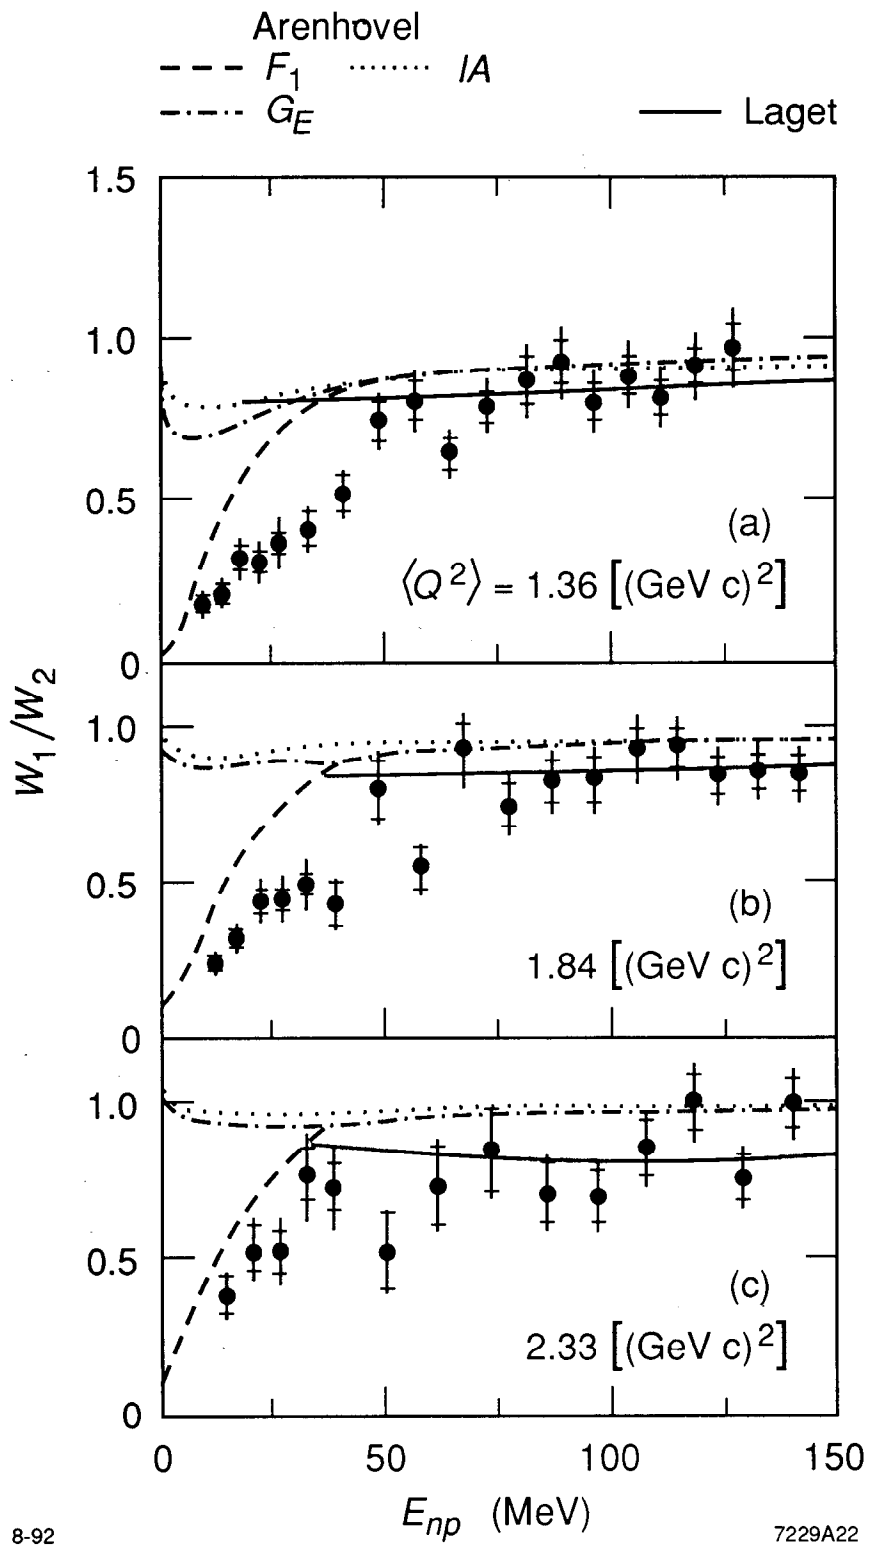 Arenhovel
F1 IA
GE Laget
1.5
1.0
0.5
(a)
⟨Q²⟩ = 1.36 [(GeV c)²]
0
W1/W2
1.0
0.5
(b)
1.84 [(GeV c)²]
0
1.0
0.5
(c)
2.33 [(GeV c)²]
0
0 50 100 150
Enp (MeV)
8-92 7229A22